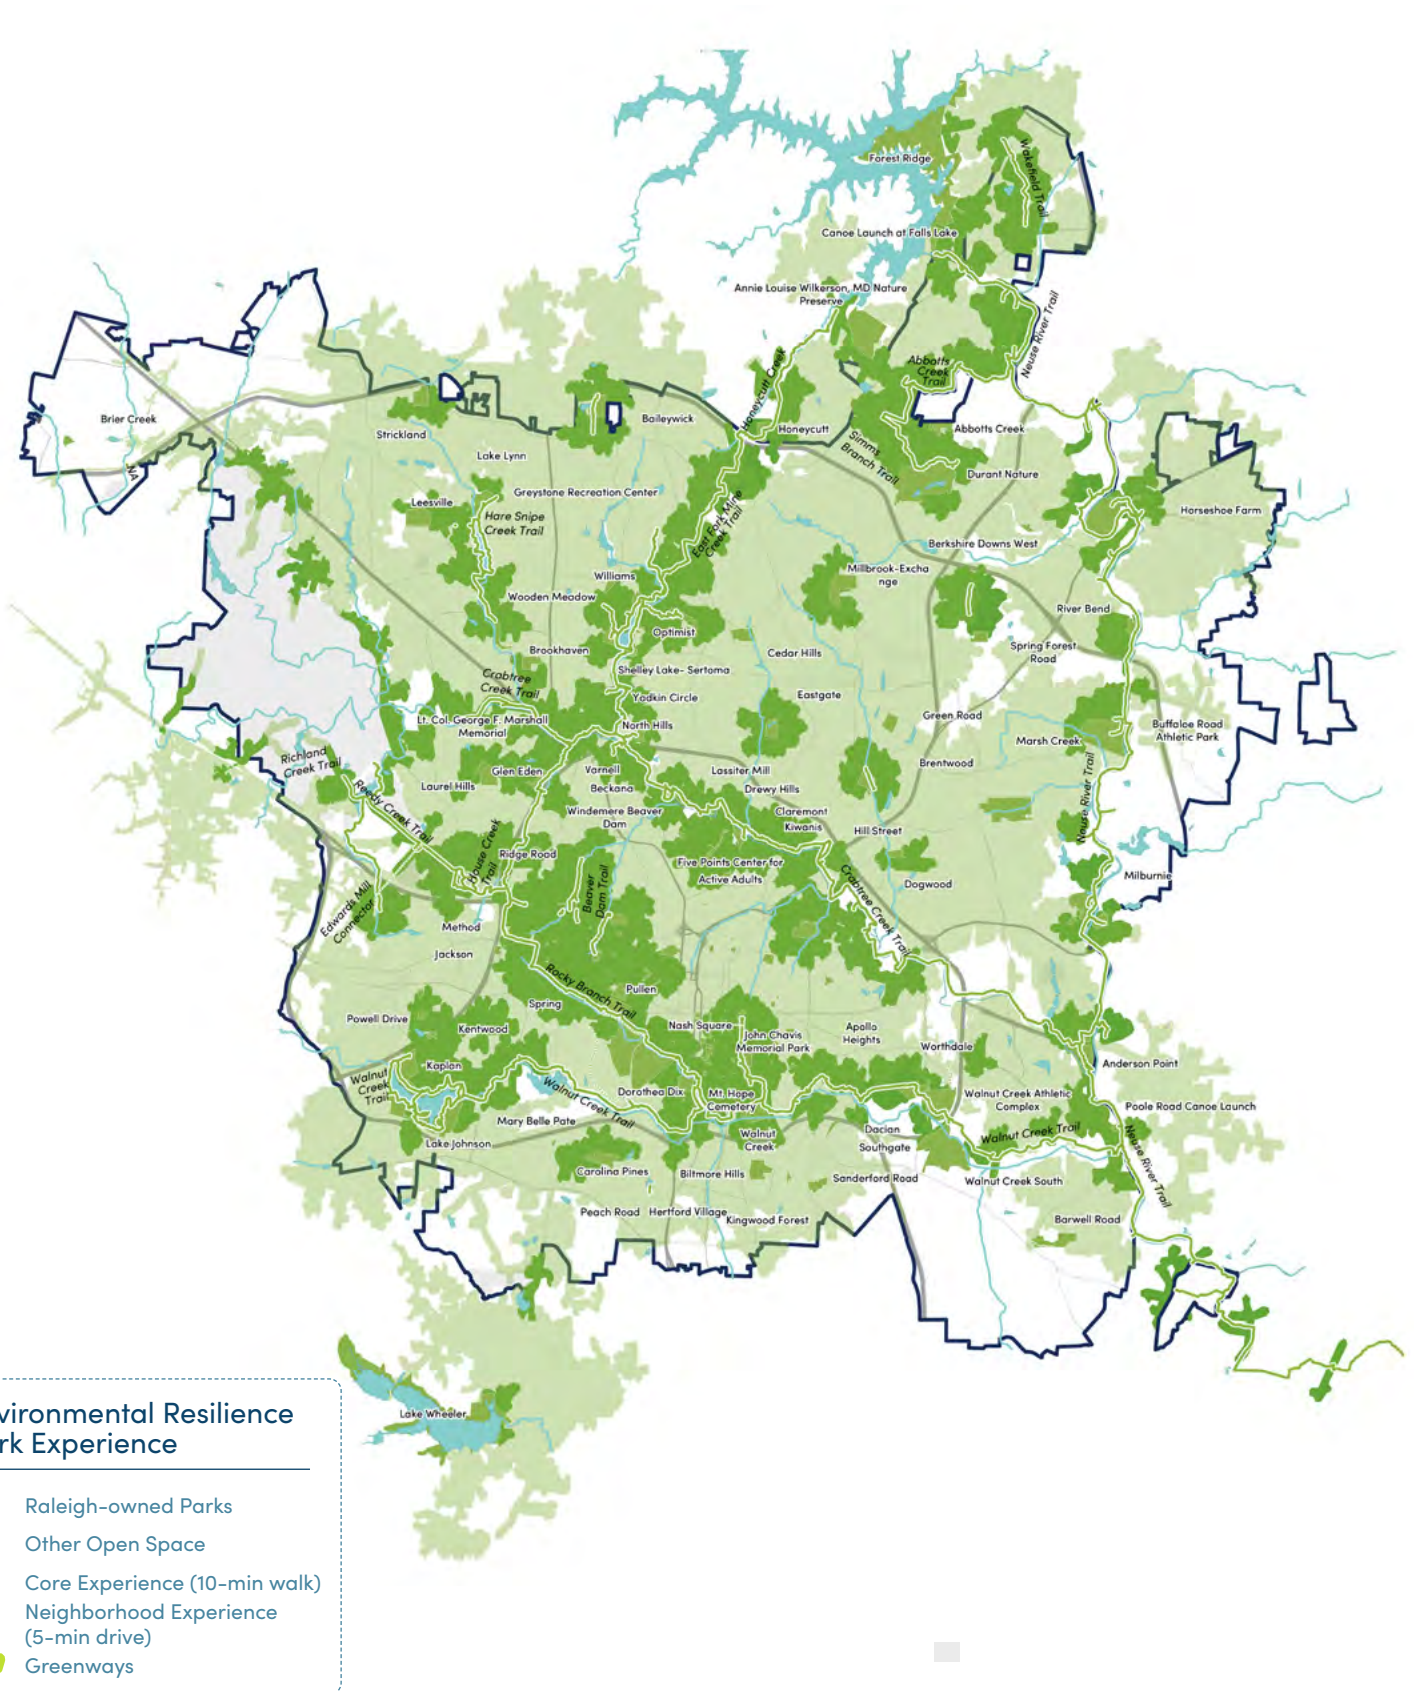 Forest Ridge
Wakefield Trail
Canoe Launch at Falls Lake
Annie Louise Wilkerson, MD Nature
Preserve
Neuse River Trail
Honeycutt Creek
Abbotts
Creek
Trail
Brier Creek
Strickland
Baileywick
Honeycutt
Abbotts Creek
Simms
Branch Trail
Lake Lynn
NA
Durant Nature
Greystone Recreation Center
Leesville
Hare Snipe
Creek Trail
East Fork Mine
Creek Trail
Horseshoe Farm
Berkshire Downs West
Millbrook-Excha
nge
Williams
Wooden Meadow
River Bend
Optimist
Spring Forest
Road
Brookhaven
Cedar Hills
Shelley Lake- Sertoma
Crabtree
Creek Trail
Yadkin Circle
Eastgate
Lt. Col. George F. Marshall
Memorial
North Hills
Green Road
Buffaloe Road
Athletic Park
Marsh Creek
Richland
Creek Trail
Glen Eden
Varnell
Beckana
Lassiter Mill
Brentwood
Laurel Hills
Drewy Hills
Reedy Creek Trail
Windemere Beaver
Dam
Claremont
Kiwanis
Neuse River Trail
Hill Street
House Creek
Trail
Ridge Road
Five Points Center for
Active Adults
Beaver
Dam Trail
Dogwood
Milburnie
Crabtree Creek Trail
Edwards Mill
Connector
Method
Jackson
Rocky Branch Trail
Pullen
Spring
Powell Drive
Kentwood
Nash Square
John Chavis
Memorial Park
Apollo
Heights
Worthdale
Kaplan
Anderson Point
Walnut
Creek
Trail
Walnut Creek Trail
Dorothea Dix
Mt. Hope
Cemetery
Walnut Creek Athletic
Complex
Poole Road Canoe Launch
Mary Belle Pate
Lake Johnson
Walnut
Creek
Dacian
Southgate
Walnut Creek Trail
Neuse River Trail
Carolina Pines
Biltmore Hills
Sanderford Road
Walnut Creek South
Peach Road
Hertford Village
Kingwood Forest
Barwell Road
Lake Wheeler
vironmental Resilience
rk Experience
Raleigh-owned Parks
Other Open Space
Core Experience (10-min walk)
Neighborhood Experience
(5-min drive)
Greenways